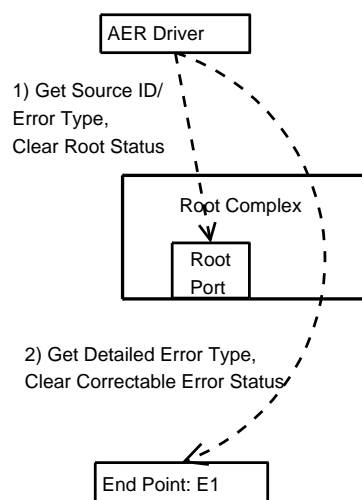 AER Driver
1) Get Source ID/
Error Type,
Clear Root Status
Root Complex
Root
Port
2) Get Detailed Error Type,
Clear Correctable Error Status
End Point: E1